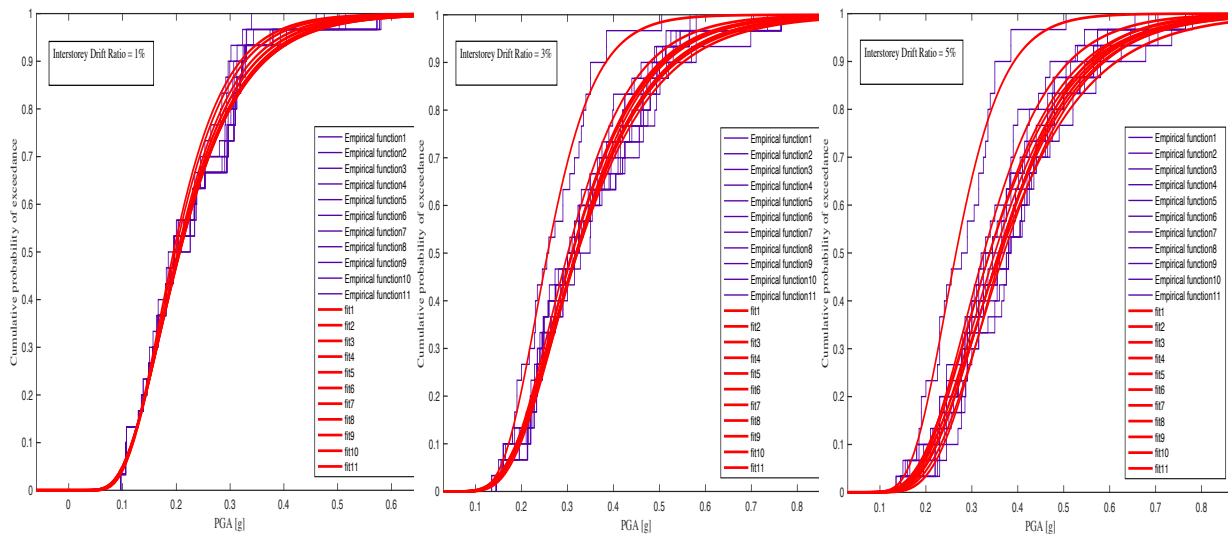 Interstorey Drift Ratio = 1%
Cumulative probability of exceedance
1
0.9
0.8
0.7
0.6
0.5
0.4
0.3
0.2
0.1
0
0
0.1
0.2
0.3
0.4
0.5
0.6
PGA [g]
Empirical function1
Empirical function2
Empirical function3
Empirical function4
Empirical function5
Empirical function6
Empirical function7
Empirical function8
Empirical function9
Empirical function10
Empirical function11
fit1
fit2
fit3
fit4
fit5
fit6
fit7
fit8
fit9
fit10
fit11
Interstorey Drift Ratio = 3%
Cumulative probability of exceedance
1
0.9
0.8
0.7
0.6
0.5
0.4
0.3
0.2
0.1
0
0.1
0.2
0.3
0.4
0.5
0.6
0.7
0.8
PGA [g]
Empirical function1
Empirical function2
Empirical function3
Empirical function4
Empirical function5
Empirical function6
Empirical function7
Empirical function8
Empirical function9
Empirical function10
Empirical function11
fit1
fit2
fit3
fit4
fit5
fit6
fit7
fit8
fit9
fit10
fit11
Interstorey Drift Ratio = 5%
Cumulative probability of exceedance
1
0.9
0.8
0.7
0.6
0.5
0.4
0.3
0.2
0.1
0
0.1
0.2
0.3
0.4
0.5
0.6
0.7
0.8
PGA [g]
Empirical function1
Empirical function2
Empirical function3
Empirical function4
Empirical function5
Empirical function6
Empirical function7
Empirical function8
Empirical function9
Empirical function10
Empirical function11
fit1
fit2
fit3
fit4
fit5
fit6
fit7
fit8
fit9
fit10
fit11